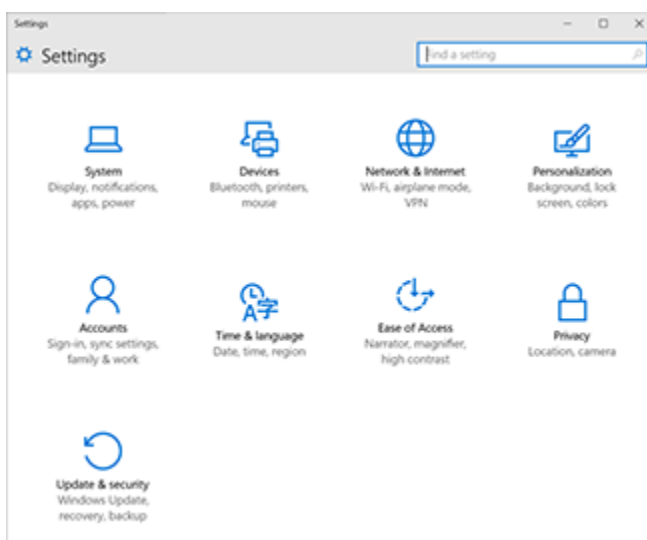 Settings
Settings
Find a setting
System
Display, notifications,
apps, power
Devices
Bluetooth, printers,
mouse
Network & Internet
Wi-Fi, airplane mode,
VPN
Personalization
Background, lock
screen, colors
Accounts
Sign-in, sync settings,
family & work
Time & language
Date, time, region
Ease of Access
Narrator, magnifier,
high contrast
Privacy
Location, camera
Update & security
Windows Update,
recovery, backup